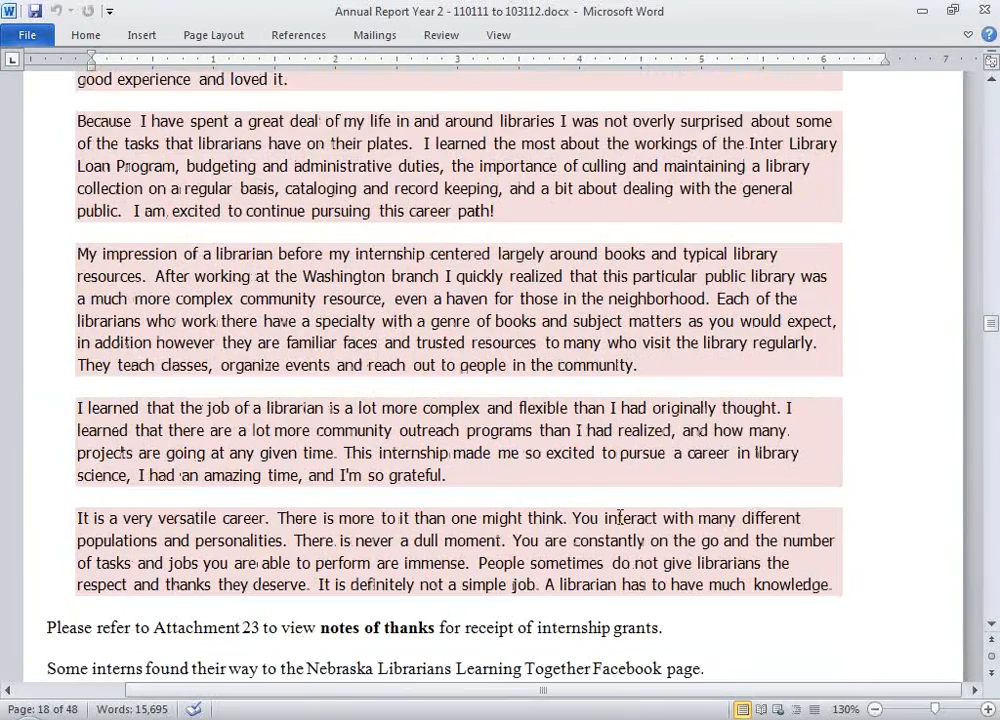 Annual Report Year 2 - 110111 to 103112.docx - Microsoft Word
File Home Insert Page Layout References Mailings Review View
1 2 3 4 5 6 7
good experience and loved it.
Because I have spent a great deal of my life in and around libraries I was not overly surprised about some
of the tasks that librarians have on their plates. I learned the most about the workings of the Inter Library
Loan Program, budgeting and administrative duties, the importance of culling and maintaining a library
collection on a regular basis, cataloging and record keeping, and a bit about dealing with the general
public. I am excited to continue pursuing this career path!
My impression of a librarian before my internship centered largely around books and typical library
resources. After working at the Washington branch I quickly realized that this particular public library was
a much more complex community resource, even a haven for those in the neighborhood. Each of the
librarians who work there have a specialty with a genre of books and subject matters as you would expect,
in addition however they are familiar faces and trusted resources to many who visit the library regularly.
They teach classes, organize events and reach out to people in the community.
I learned that the job of a librarian is a lot more complex and flexible than I had originally thought. I
learned that there are a lot more community outreach programs than I had realized, and how many
projects are going at any given time. This internship made me so excited to pursue a career in library
science, I had an amazing time, and I'm so grateful.
It is a very versatile career. There is more to it than one might think. You interact with many different
populations and personalities. There is never a dull moment. You are constantly on the go and the number
of tasks and jobs you are able to perform are immense. People sometimes do not give librarians the
respect and thanks they deserve. It is definitely not a simple job. A librarian has to have much knowledge.
Please refer to Attachment 23 to view notes of thanks for receipt of internship grants.
Some interns found their way to the Nebraska Librarians Learning Together Facebook page.
Page: 18 of 48 Words: 15,695 130%